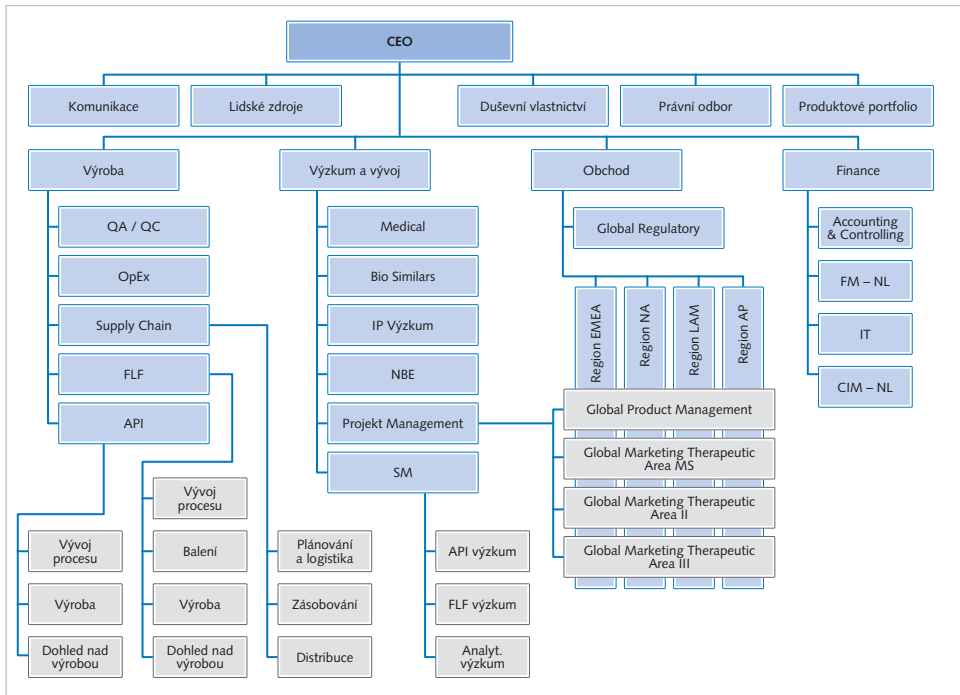 CEO
Komunikace
Lidské zdroje
Duševní vlastnictví
Právní odbor
Produktové portfolio
Výroba
Výzkum a vývoj
Obchod
Finance
QA / QC
OpEx
Supply Chain
FLF
API
Medical
Bio Similars
IP Výzkum
NBE
Projekt Management
SM
Global Regulatory
Region EMEA
Region NA
Region LAM
Region AP
Global Product Management
Global Marketing Therapeutic
Area MS
Global Marketing Therapeutic
Area II
Global Marketing Therapeutic
Area III
Accounting
& Controlling
FM – NL
IT
CIM – NL
Vývoj
procesu
Výroba
Dohled nad
výrobou
Vývoj
procesu
Balení
Výroba
Dohled nad
výrobou
Plánování
a logistika
Zásobování
Distribuce
API výzkum
FLF výzkum
Analyt.
výzkum